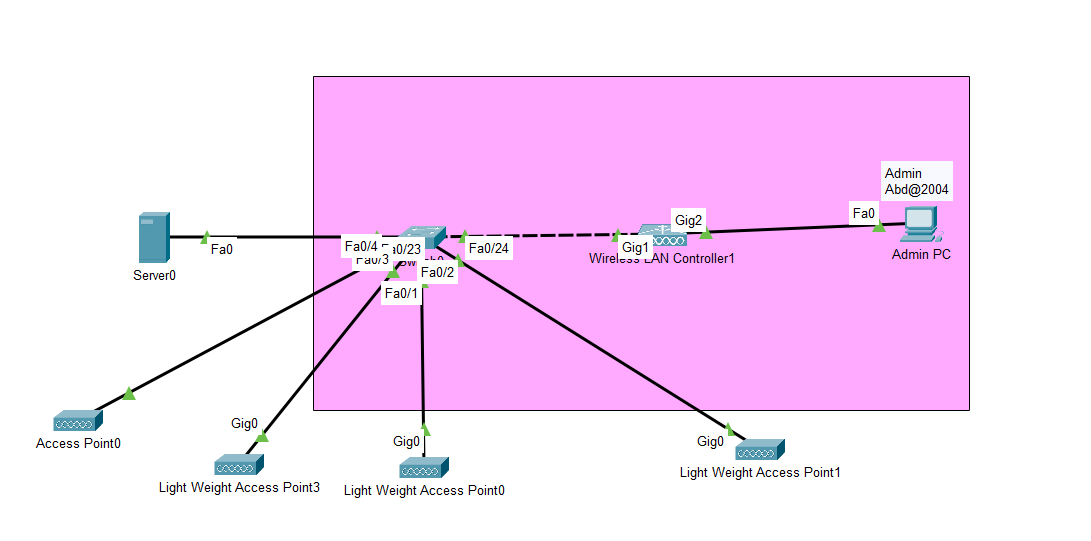 Admin
Abd@2004
Fa0
Gig2
Fa0/4
Fa0/3
Fa0/24
Gig1
Fa0
Wireless LAN Controller1
Admin PC
Server0
Fa0/2
Fa0/1
Gig0
Access Point0
Gig0
Gig0
Light Weight Access Point3
Light Weight Access Point0
Light Weight Access Point1